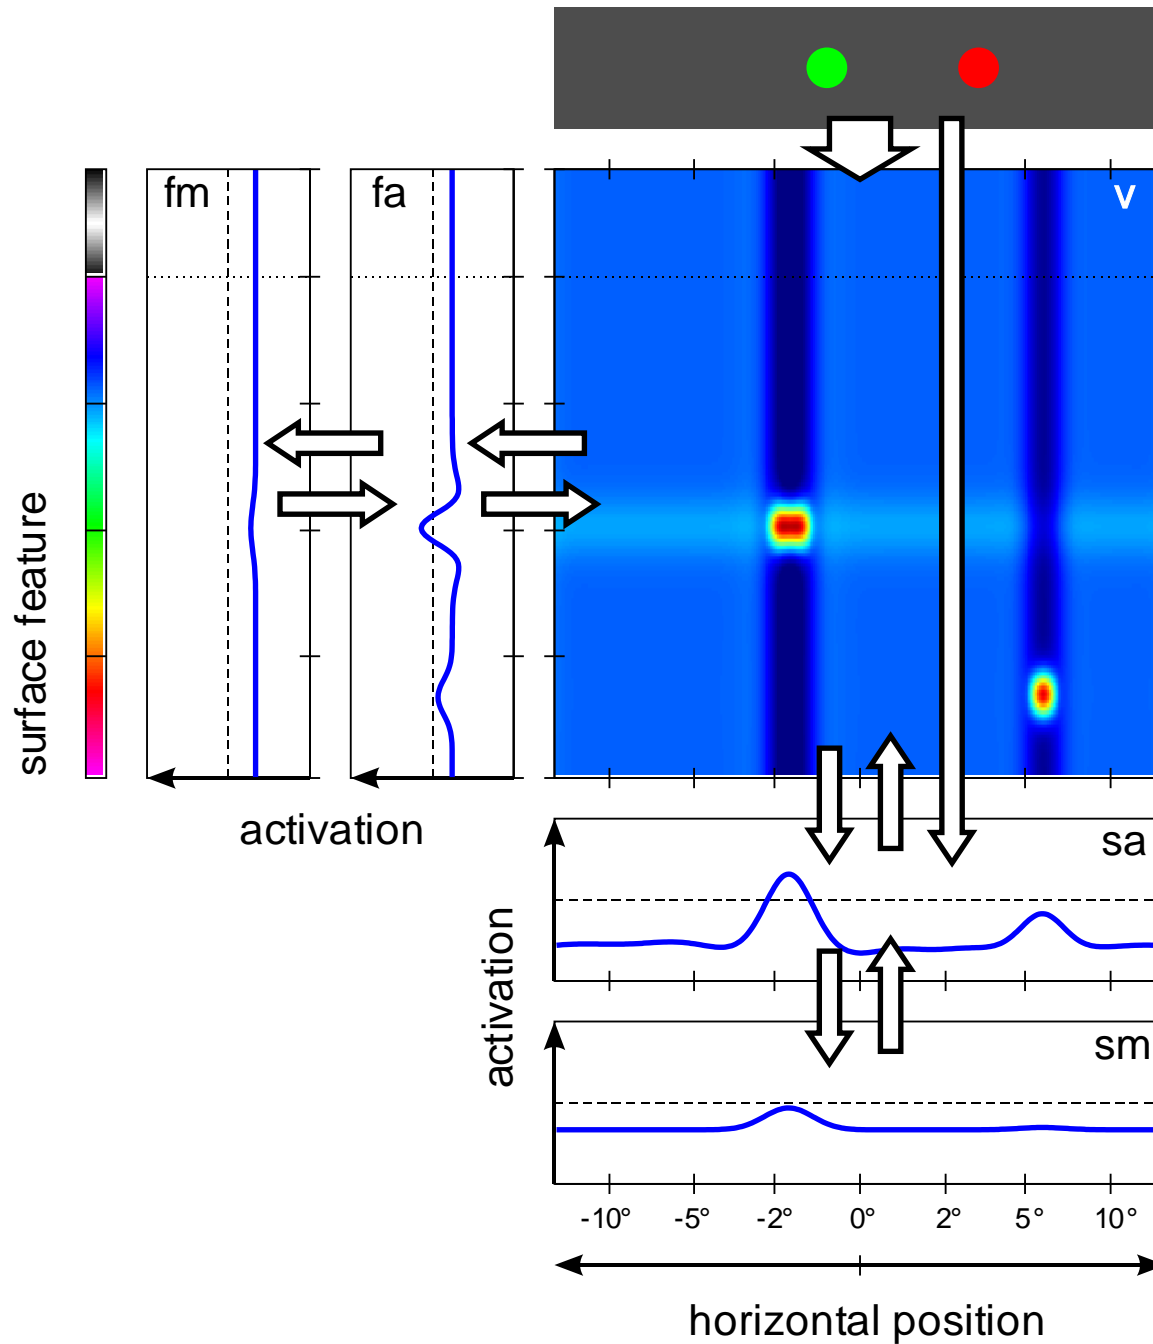 fm
fa
v
surface feature
activation
sa
activation
sm
-10° -5° -2° 0° 2° 5° 10°
horizontal position